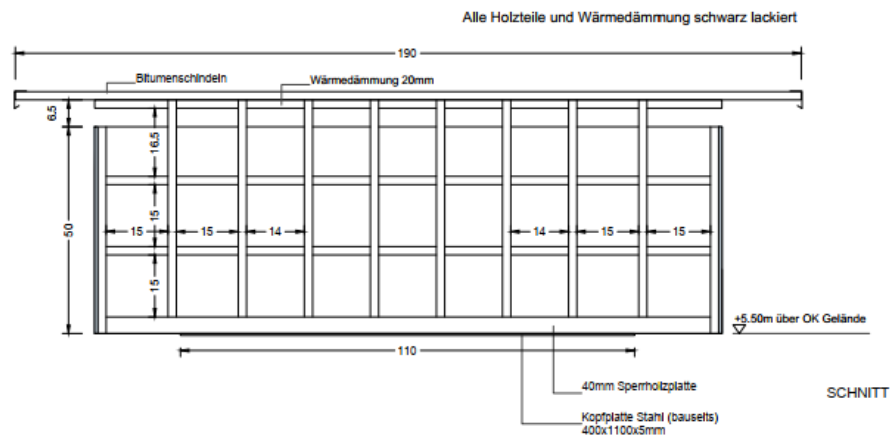 Alle Holzteile und Wärmedämmung schwarz lackiert
190
Bitumenschindeln
Wärmedämmung 20mm
6,5
16,5
50
15
15
15
14
14
15
15
15
+5.50m über OK Gelände
110
40mm Sperrholzplatte
SCHNITT
Kopfplatte Stahl (bauseits)
400x1100x5mm